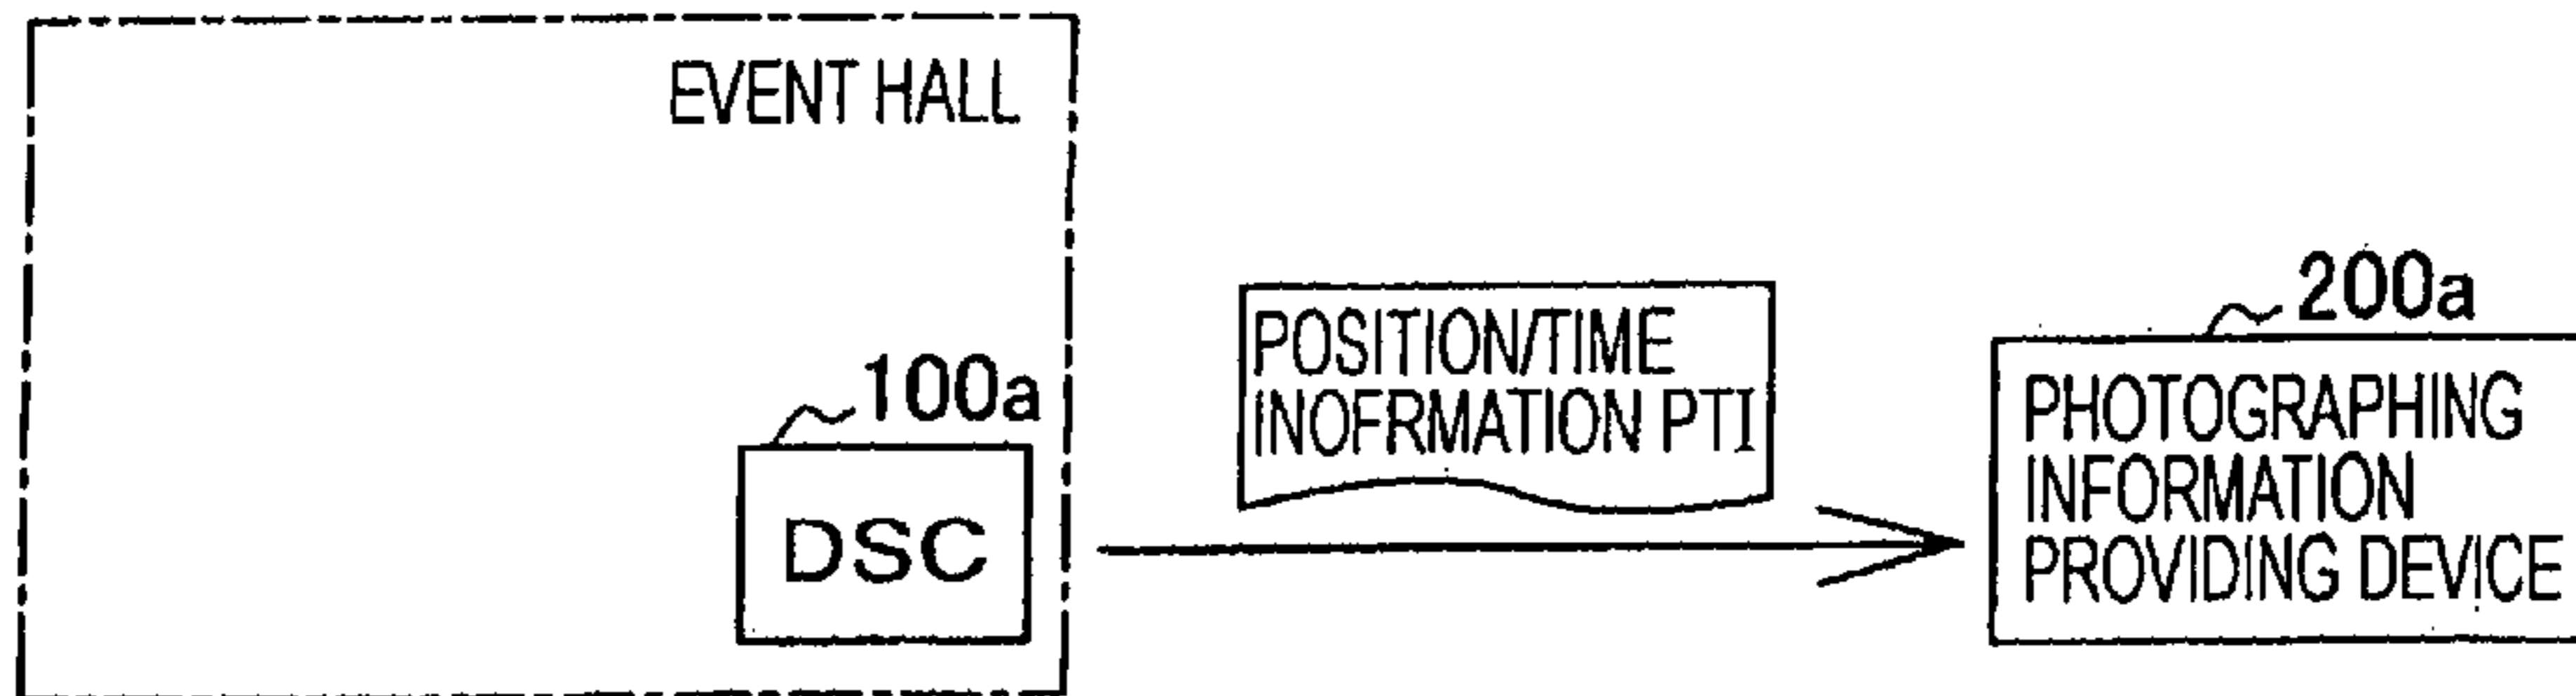 EVENT HALL
100a
DSC
POSITION/TIME
INOFRMATION PTI
200a
PHOTOGRAPHING
INFORMATION
PROVIDING DEVICE